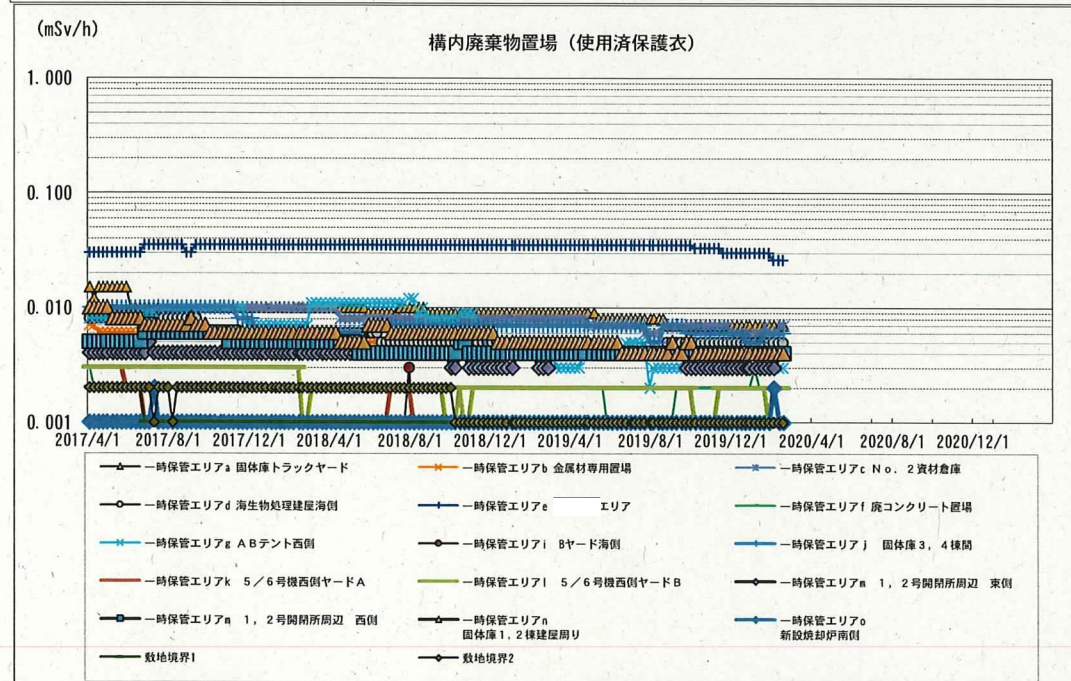 (mSv/h)
構内廃棄物置場（使用済保護衣）
1.000
0.100
0.010
0.001
2017/4/1 2017/8/1 2017/12/1 2018/4/1 2018/8/1 2018/12/1 2019/4/1 2019/8/1 2019/12/1 2020/4/1 2020/8/1 2020/12/1
一時保管エリアa 固体庫トラックヤード
一時保管エリアb 金属材専用置場
一時保管エリアc No．2資材倉庫
一時保管エリアd 海生物処理建屋海側
一時保管エリアe エリア
一時保管エリアf 廃コンクリート置場
一時保管エリアg ABテント西側
一時保管エリアi Bヤード海側
一時保管エリアj 固体庫3，4棟間
一時保管エリアk 5／6号機西側ヤードA
一時保管エリアl 5／6号機西側ヤードB
一時保管エリアm 1，2号開閉所周辺 東側
一時保管エリアm 1，2号開閉所周辺 西側
一時保管エリアn
固体庫1，2棟建屋周り
一時保管エリアo
新設焼却炉南側
敷地境界1
敷地境界2